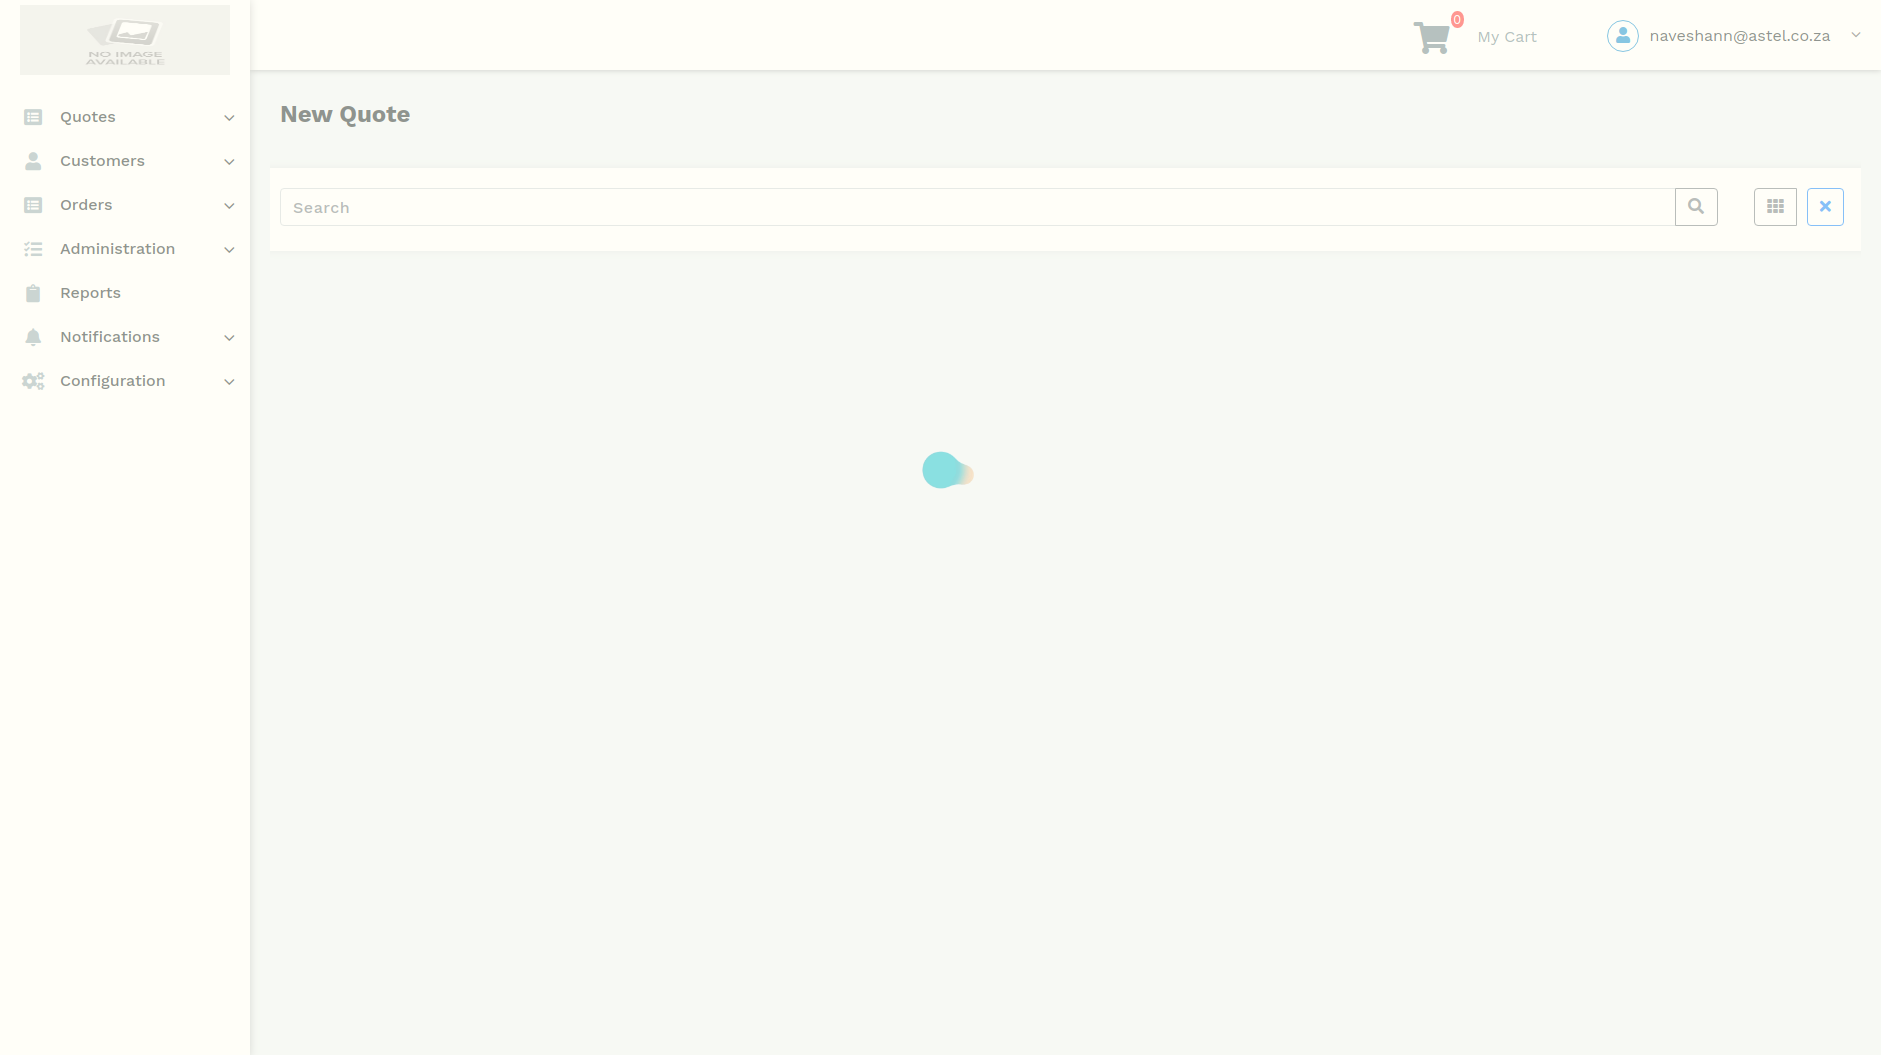 NO IMAGE
AVAILABLE
0
My Cart
naveshann@astel.co.za
Quotes
Customers
Orders
Administration
Reports
Notifications
Configuration
New Quote
Search